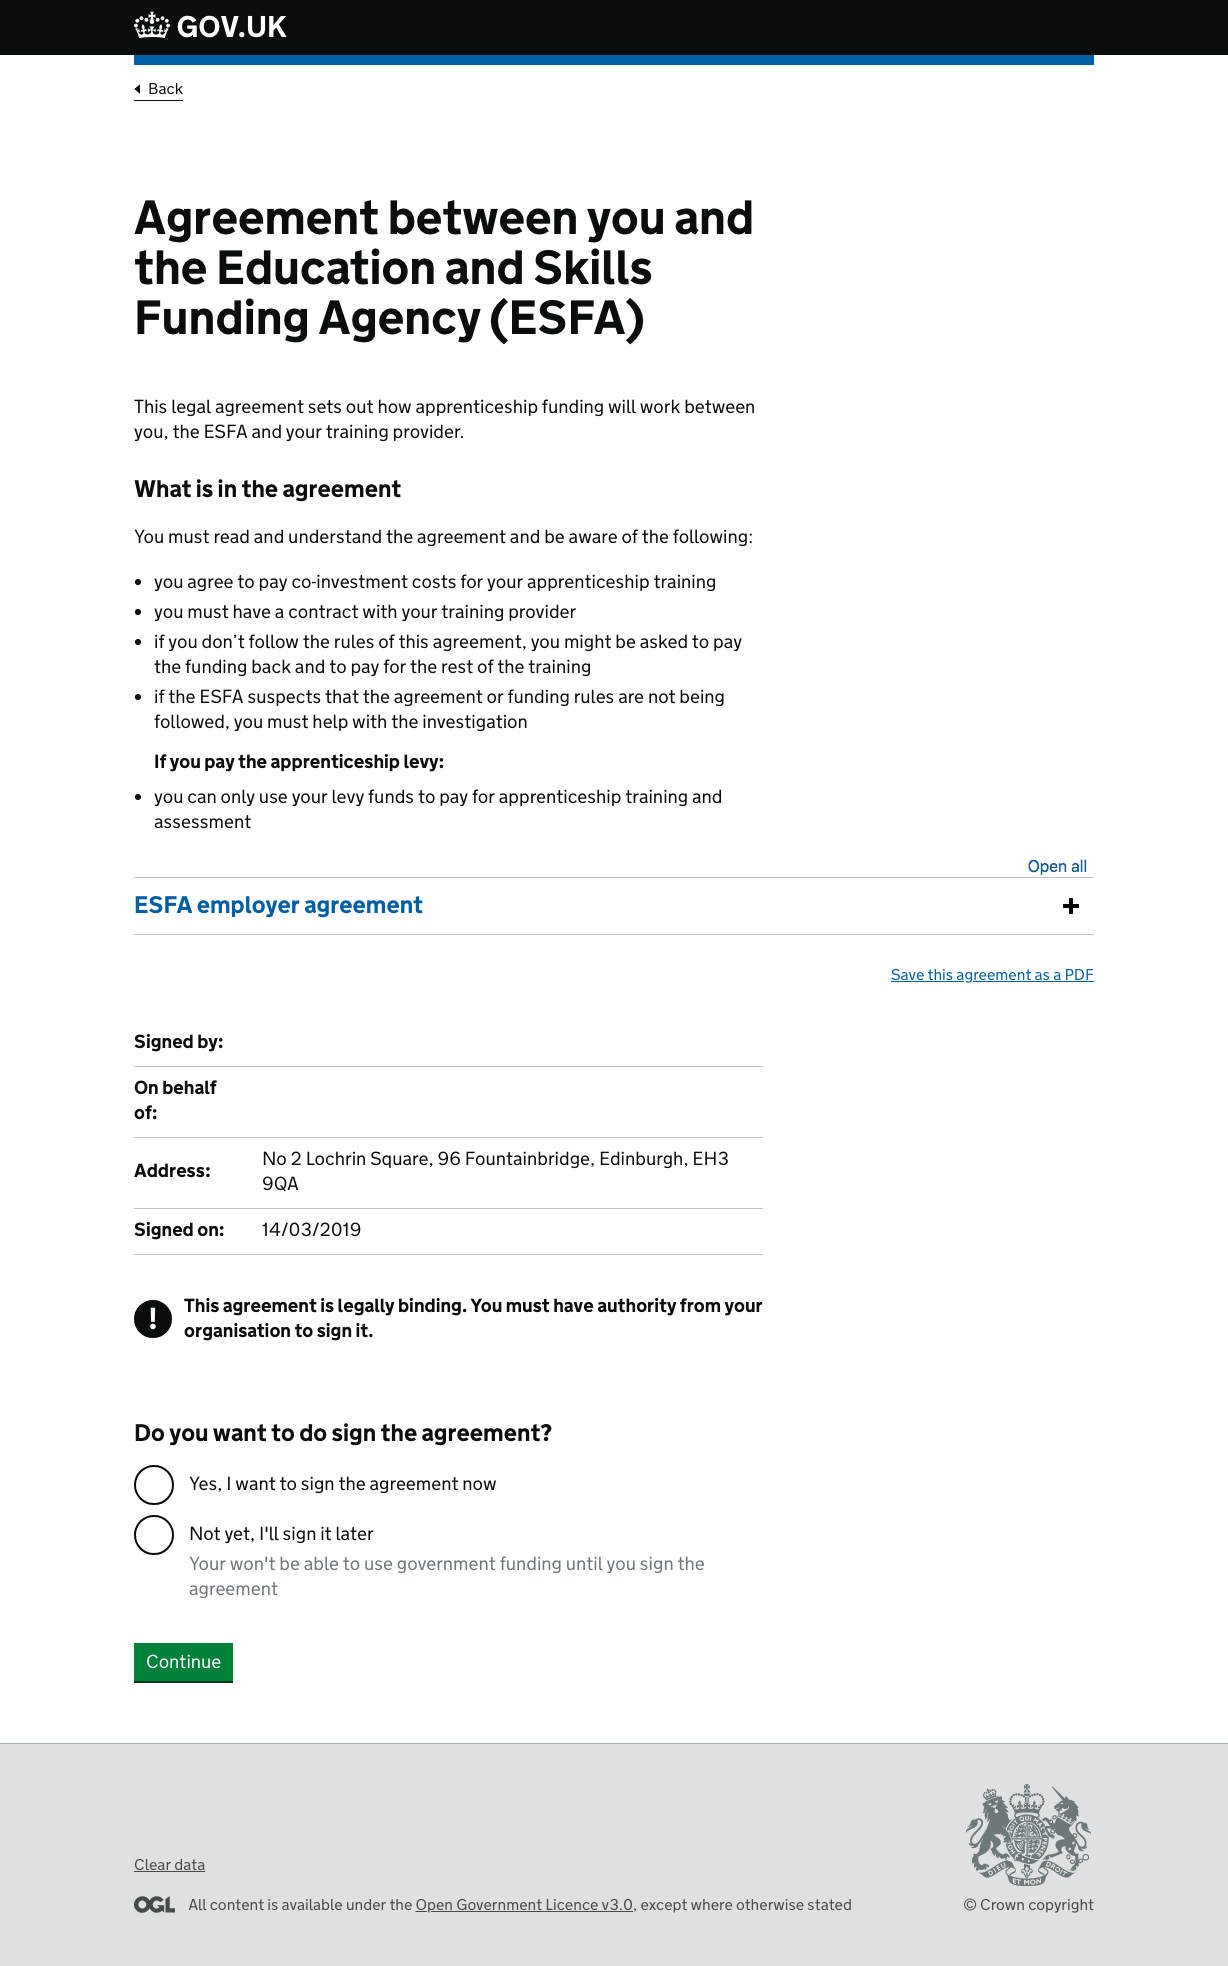 GOV.UK
Back
Agreement between you and
the Education and Skills
Funding Agency (ESFA)
This legal agreement sets out how apprenticeship funding will work between
you, the ESFA and your training provider.
What is in the agreement
You must read and understand the agreement and be aware of the following:
• you agree to pay co-investment costs for your apprenticeship training
• you must have a contract with your training provider
• if you don’t follow the rules of this agreement, you might be asked to pay
the funding back and to pay for the rest of the training
• if the ESFA suspects that the agreement or funding rules are not being
followed, you must help with the investigation
If you pay the apprenticeship levy:
• you can only use your levy funds to pay for apprenticeship training and
assessment
Open all
ESFA employer agreement +
Save this agreement as a PDF
Signed by:
On behalf
of:
Address: No 2 Lochrin Square, 96 Fountainbridge, Edinburgh, EH3
9QA
Signed on: 14/03/2019
! This agreement is legally binding. You must have authority from your
organisation to sign it.
Do you want to do sign the agreement?
Yes, I want to sign the agreement now
Not yet, I'll sign it later
Your won't be able to use government funding until you sign the
agreement
Continue
Clear data
OGL All content is available under the Open Government Licence v3.0, except where otherwise stated
© Crown copyright